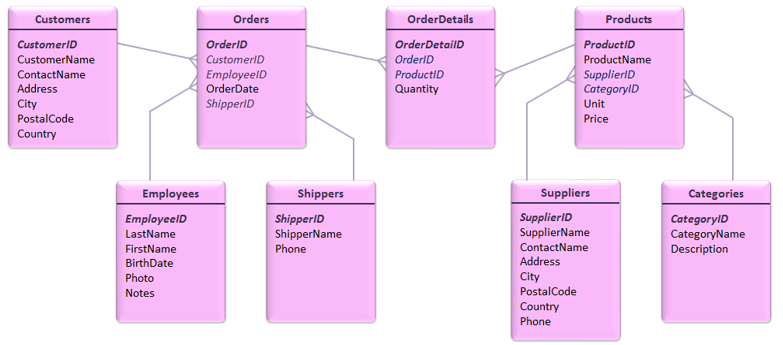 Customers
CustomerID
CustomerName
ContactName
Address
City
PostalCode
Country
Orders
OrderID
CustomerID
EmployeeID
OrderDate
ShipperID
OrderDetails
OrderDetailID
OrderID
ProductID
Quantity
Products
ProductID
ProductName
SupplierID
CategoryID
Unit
Price
Employees
EmployeeID
LastName
FirstName
BirthDate
Photo
Notes
Shippers
ShipperID
ShipperName
Phone
Suppliers
SupplierID
SupplierName
ContactName
Address
City
PostalCode
Country
Phone
Categories
CategoryID
CategoryName
Description